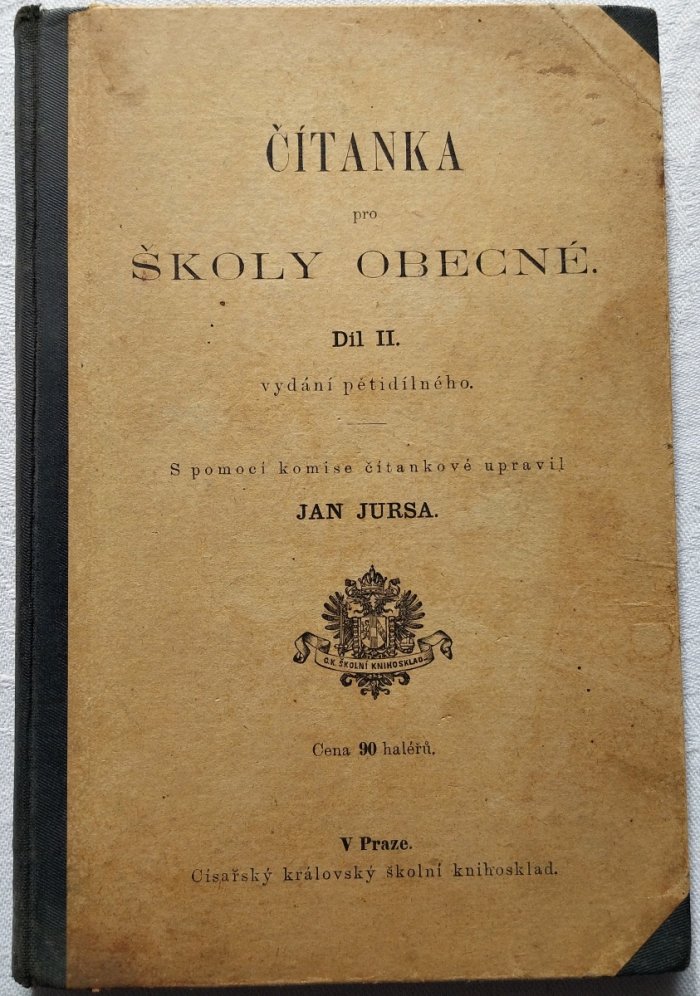 ČÍTANKA
pro
ŠKOLY OBECNÉ.
Díl II.
vydání pětidílného.
S pomocí komise čítankové upravil
JAN JURSA.
C.K. ŠKOLNÍ KNIHOSKLAD
Cena 90 haléřů.
V Praze.
Císařský královský školní knihosklad.